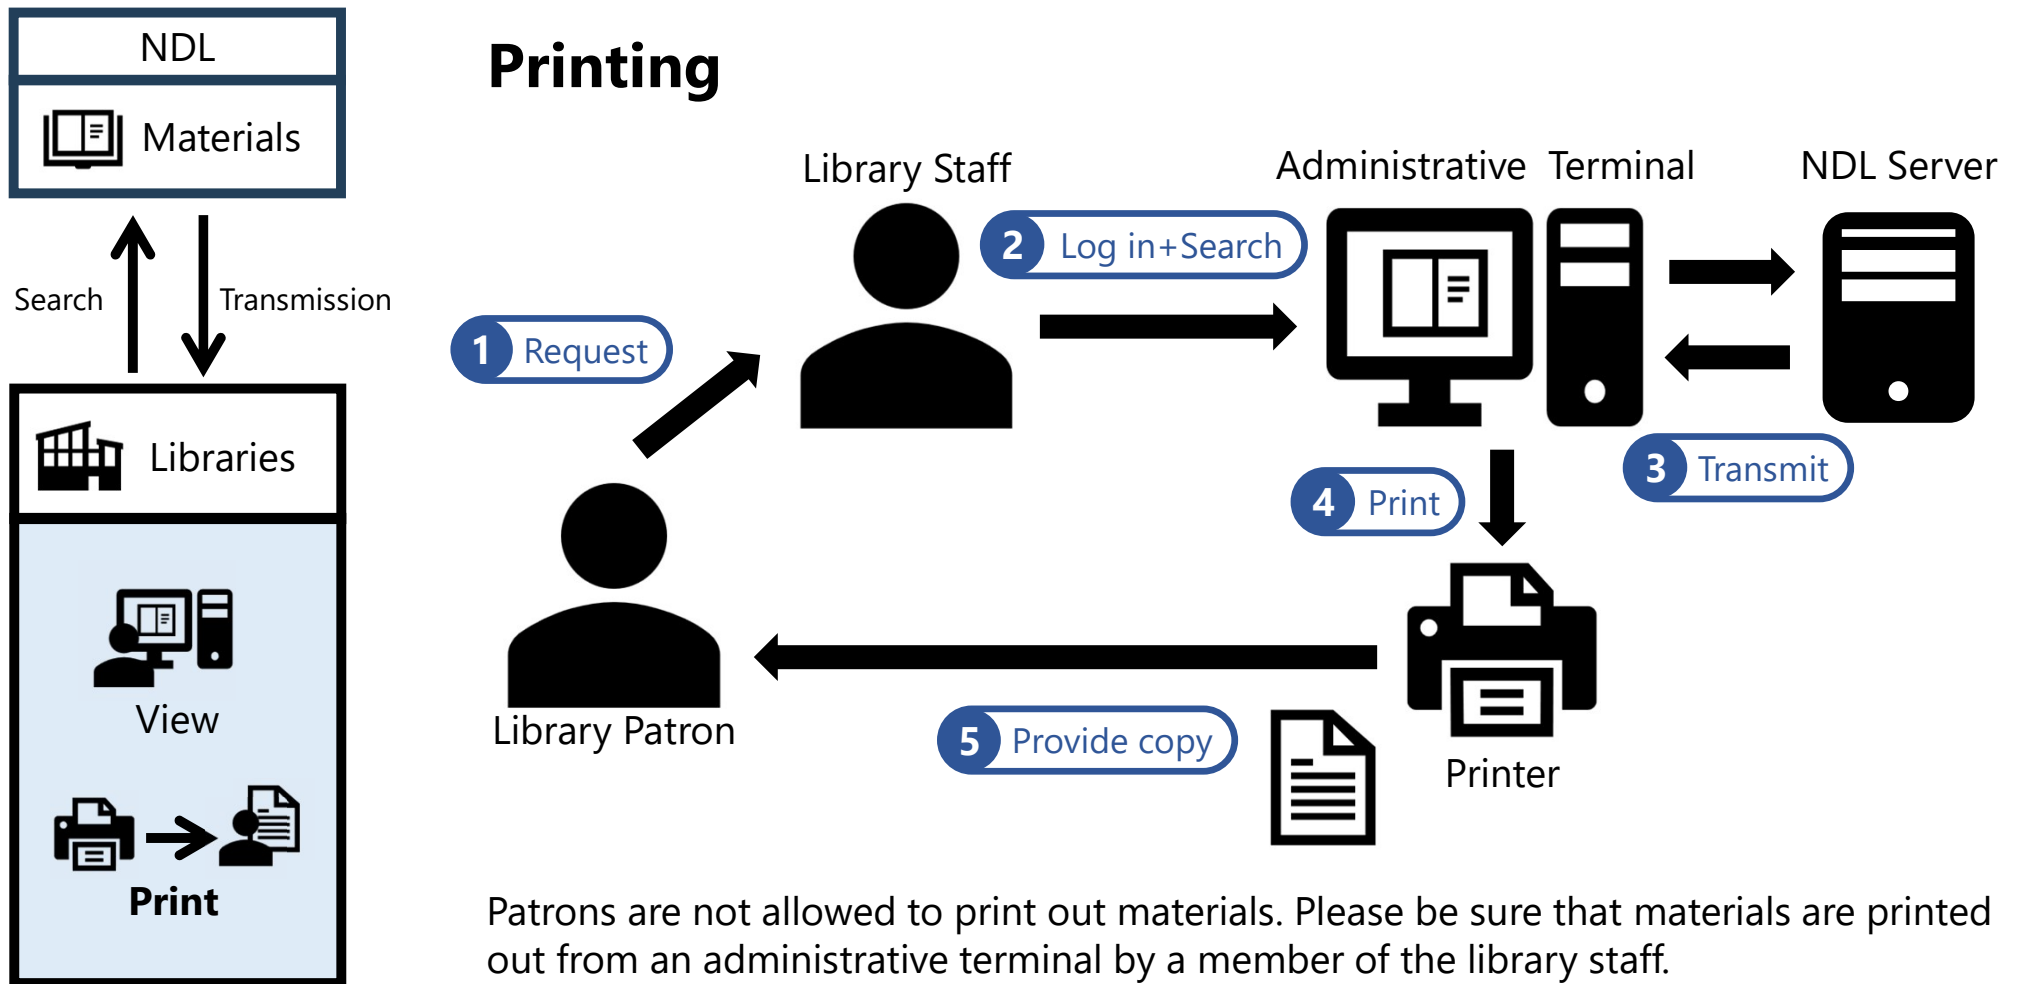 NDL
Materials
Search
Transmission
Libraries
View
Print
Printing
Library Staff
Administrative Terminal
NDL Server
1 Request
2 Log in+Search
3 Transmit
4 Print
5 Provide copy
Library Patron
Printer
Patrons are not allowed to print out materials. Please be sure that materials are printed
out from an administrative terminal by a member of the library staff.